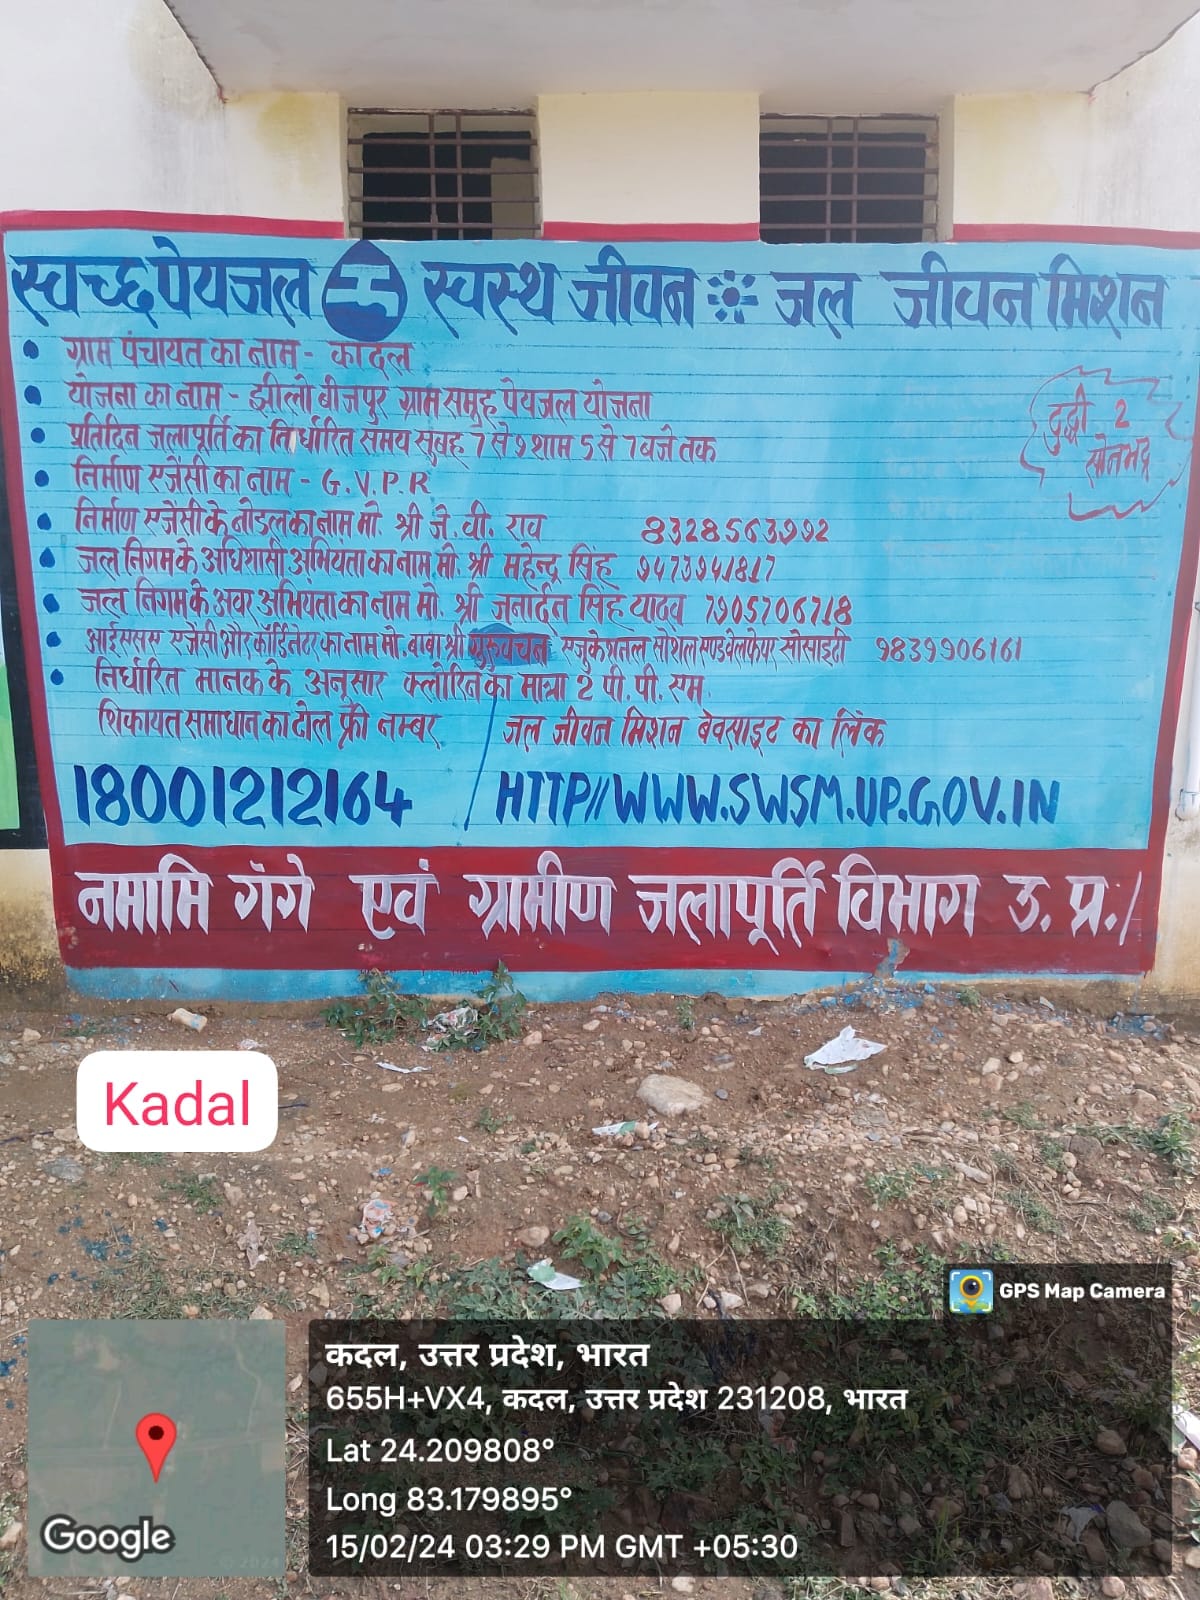 स्वच्छ पेयजल स्वस्थ जीवन जल जीवन मिशन
ग्राम पंचायत का नाम - कादल
योजना का नाम - झीलो बीजपुर ग्राम समुह पेयजल योजना
दुद्धी 2
सोनभद्र
प्रतिदिन जलापूर्ति का निर्धारित समय सुबह 7 से 9 शाम 5 से 7 बजे तक
निर्माण एजेंसी का नाम - G.V.P.R
निर्माण एजेंसी के नोडल का नाम मो. श्री जे. वी. राव 8328563992
जल निगम के अधिशासी अभियंता का नाम मो. श्री महेन्द्र सिंह 9473941817
जल निगम के अवर अभियंता का नाम मो. श्री जनार्दन सिंह यादव 7905706718
आईएसए एजेंसी और कॉर्डिनेटर का नाम मो. बाबा श्री गुरुवचन एजुकेशनल सोशल एण्ड वेलफेयर सोसाइटी 9839906161
निर्धारित मानक के अनुसार क्लोरिन का मात्रा 2 पी. पी. एम.
शिकायत समाधान का टोल फ्री नम्बर जल जीवन मिशन बेवसाइट का लिंक
18001212164 HTTP//WWW.SWSM.UP.GOV.IN
नमामि गंगे एवं ग्रामीण जलापूर्ति विभाग उ. प्र./
Kadal
GPS Map Camera
कदल, उत्तर प्रदेश, भारत
655H+VX4, कदल, उत्तर प्रदेश 231208, भारत
Lat 24.209808°
Long 83.179895°
15/02/24 03:29 PM GMT +05:30
Google